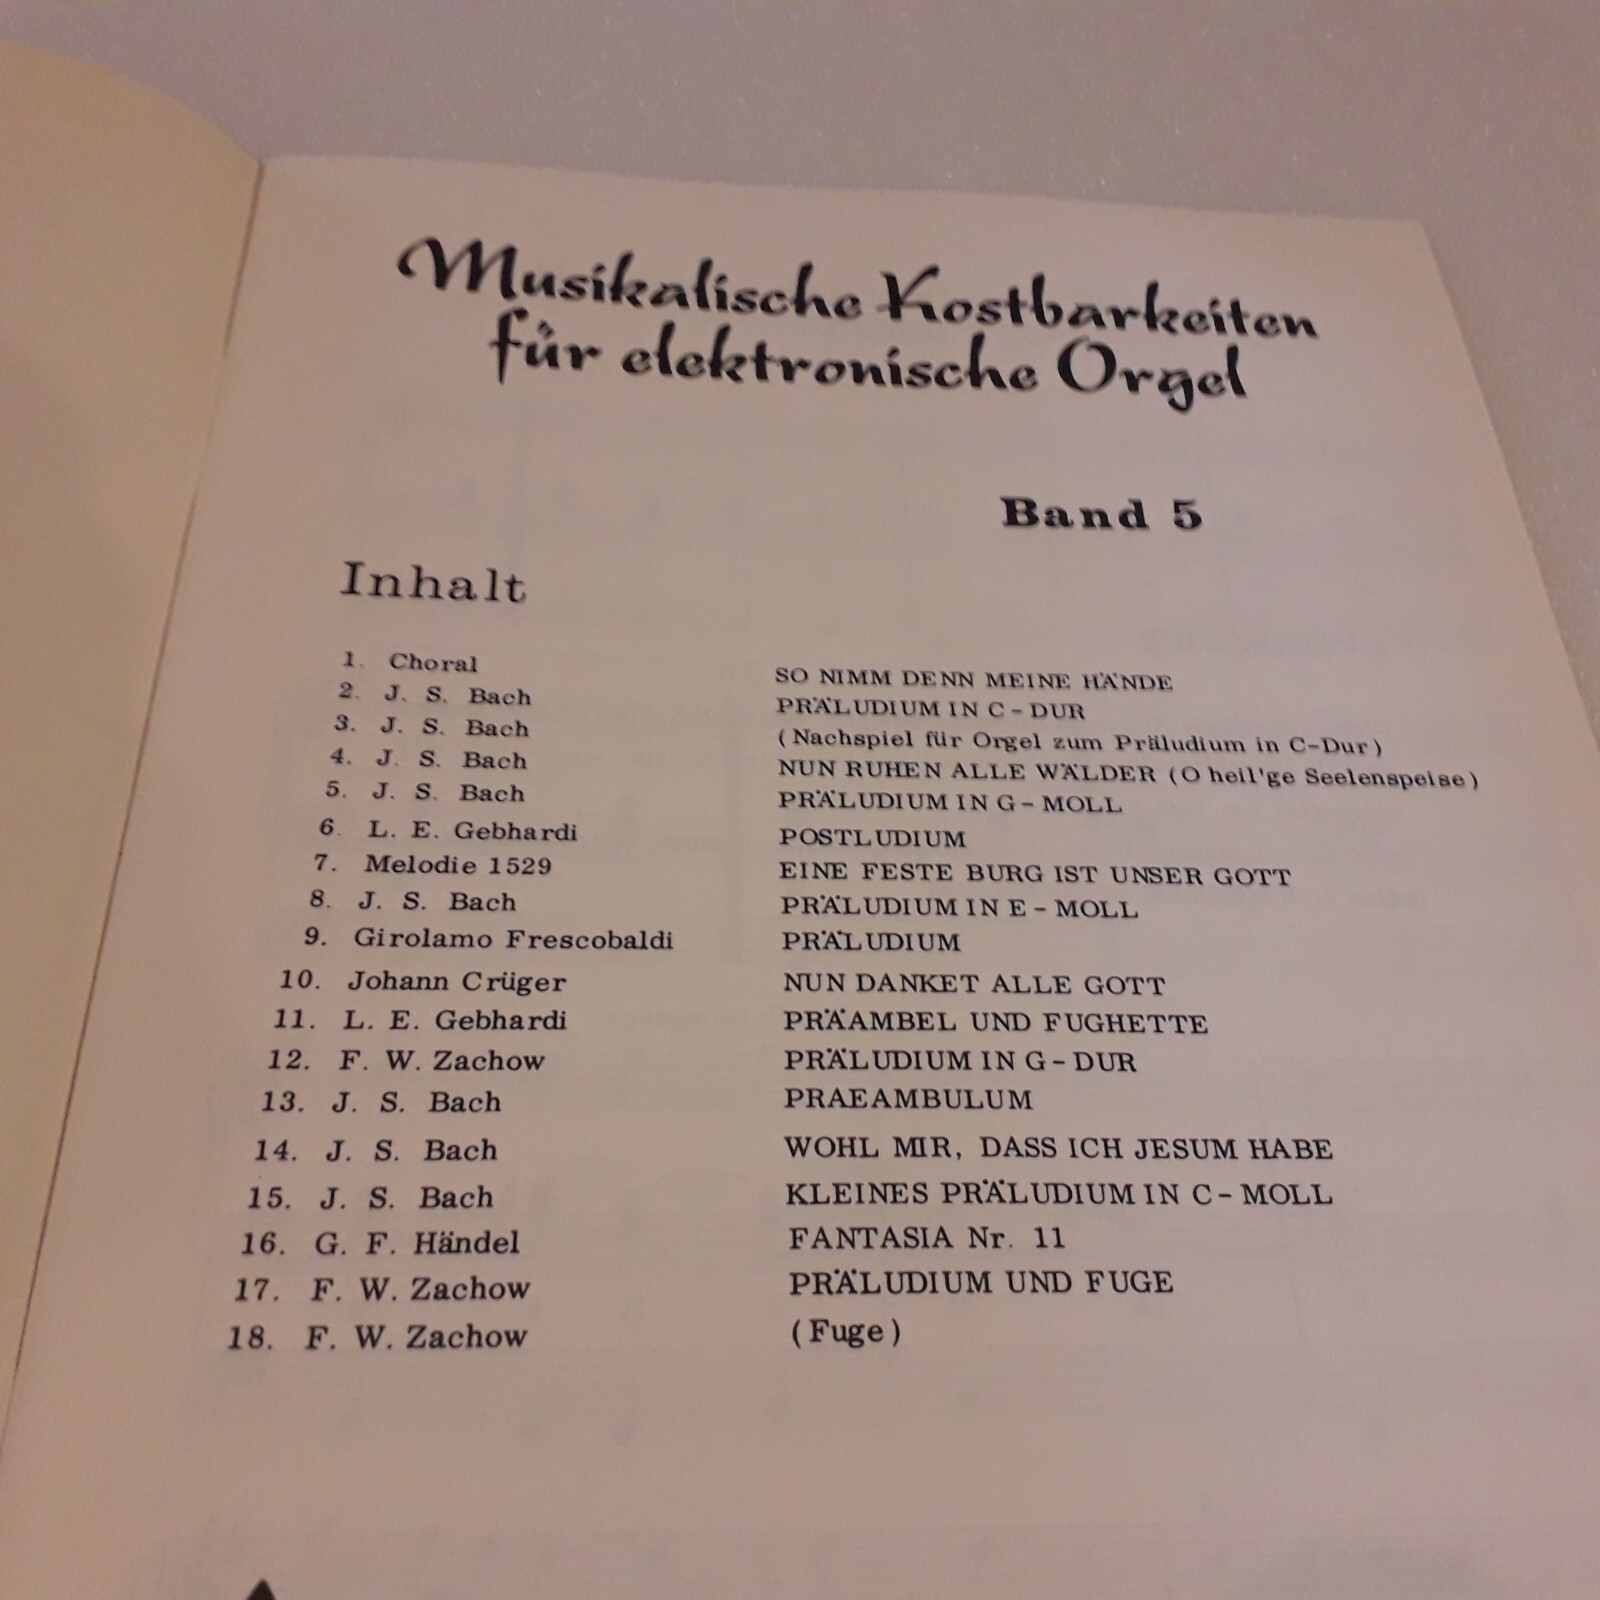 Musikalische Kostbarkeiten
für elektronische Orgel
Band 5
Inhalt
1. Choral SO NIMM DENN MEINE HÄNDE
2. J. S. Bach PRÄLUDIUM IN C - DUR
3. J. S. Bach (Nachspiel für Orgel zum Präludium in C-Dur)
4. J. S. Bach NUN RUHEN ALLE WÄLDER (O heil'ge Seelenspeise)
5. J. S. Bach PRÄLUDIUM IN G - MOLL
6. L. E. Gebhardi POSTLUDIUM
7. Melodie 1529 EINE FESTE BURG IST UNSER GOTT
8. J. S. Bach PRÄLUDIUM IN E - MOLL
9. Girolamo Frescobaldi PRÄLUDIUM
10. Johann Crüger NUN DANKET ALLE GOTT
11. L. E. Gebhardi PRÄAMBEL UND FUGHETTE
12. F. W. Zachow PRÄLUDIUM IN G - DUR
13. J. S. Bach PRAEAMBULUM
14. J. S. Bach WOHL MIR, DASS ICH JESUM HABE
15. J. S. Bach KLEINES PRÄLUDIUM IN C - MOLL
16. G. F. Händel FANTASIA Nr. 11
17. F. W. Zachow PRÄLUDIUM UND FUGE
18. F. W. Zachow (Fuge)